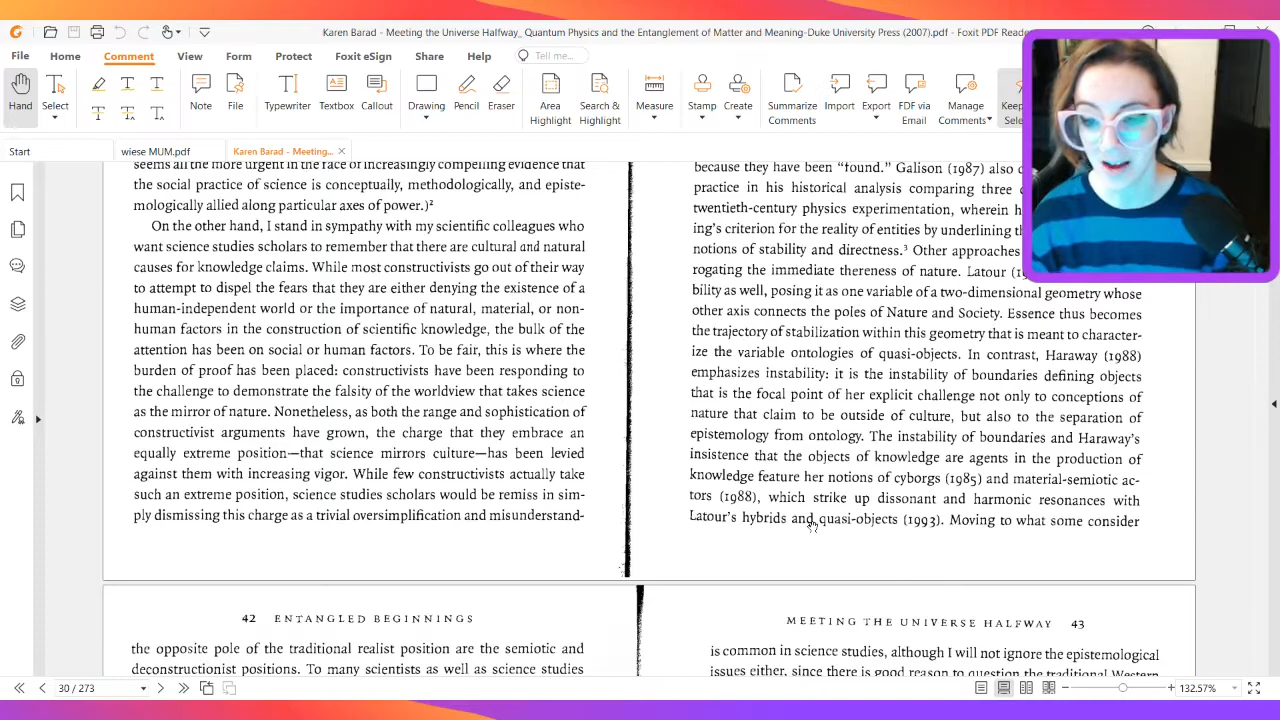 Karen Barad - Meeting the Universe Halfway_ Quantum Physics and the Entanglement of Matter and Meaning-Duke University Press (2007).pdf - Foxit PDF Reader
File Home Comment View Form Protect Foxit eSign Share Help Tell me...
Hand Select Note File Typewriter Textbox Callout Drawing Pencil Eraser Area Highlight Search & Highlight Measure Stamp Create Summarize Comments Import Export FDF via Email Manage Comments Keep
Start wiese MUM.pdf Karen Barad - Meeting...
seems all the more urgent in the face of increasingly compelling evidence that
the social practice of science is conceptually, methodologically, and episte-
mologically allied along particular axes of power.)²
On the other hand, I stand in sympathy with my scientific colleagues who
want science studies scholars to remember that there are cultural and natural
causes for knowledge claims. While most constructivists go out of their way
to attempt to dispel the fears that they are either denying the existence of a
human-independent world or the importance of natural, material, or non-
human factors in the construction of scientific knowledge, the bulk of the
attention has been on social or human factors. To be fair, this is where the
burden of proof has been placed: constructivists have been responding to
the challenge to demonstrate the falsity of the worldview that takes science
as the mirror of nature. Nonetheless, as both the range and sophistication of
constructivist arguments have grown, the charge that they embrace an
equally extreme position—that science mirrors culture—has been levied
against them with increasing vigor. While few constructivists actually take
such an extreme position, science studies scholars would be remiss in sim-
ply dismissing this charge as a trivial oversimplification and misunderstand-
because they have been “found.” Galison (1987) also
practice in his historical analysis comparing three
twentieth-century physics experimentation, wherein
ing’s criterion for the reality of entities by underlining
notions of stability and directness.³ Other approaches
rogating the immediate thereness of nature. Latour
bility as well, posing it as one variable of a two-dimensional geometry whose
other axis connects the poles of Nature and Society. Essence thus becomes
the trajectory of stabilization within this geometry that is meant to character-
ize the variable ontologies of quasi-objects. In contrast, Haraway (1988)
emphasizes instability: it is the instability of boundaries defining objects
that is the focal point of her explicit challenge not only to conceptions of
nature that claim to be outside of culture, but also to the separation of
epistemology from ontology. The instability of boundaries and Haraway’s
insistence that the objects of knowledge are agents in the production of
knowledge feature her notions of cyborgs (1985) and material-semiotic ac-
tors (1988), which strike up dissonant and harmonic resonances with
Latour’s hybrids and quasi-objects (1993). Moving to what some consider
42 ENTANGLED BEGINNINGS
the opposite pole of the traditional realist position are the semiotic and
deconstructionist positions. To many scientists as well as science studies
MEETING THE UNIVERSE HALFWAY 43
is common in science studies, although I will not ignore the epistemological
issues either, since there is good reason to question the traditional Western
30 / 273
132.57%